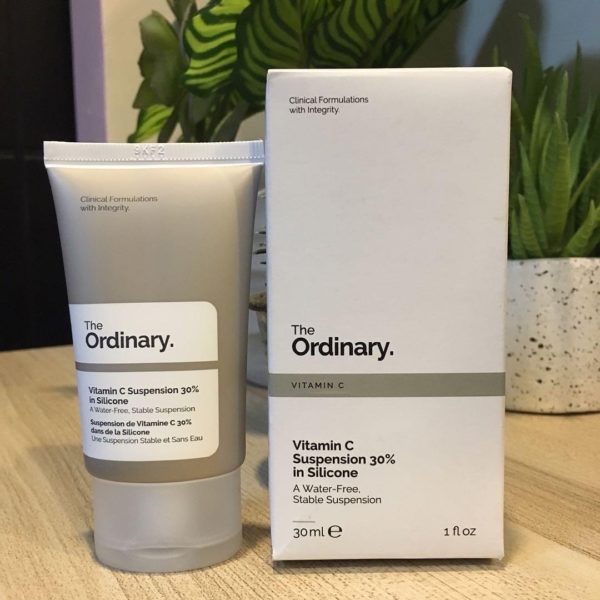 9KF2
Clinical Formulations
with Integrity.
The
Ordinary.
Vitamin C Suspension 30%
in Silicone
A Water-Free, Stable Suspension
Suspension de Vitamine C 30%
dans de la Silicone
Une Suspension Stable et Sans Eau
Clinical Formulations
with Integrity.
The
Ordinary.
VITAMIN C
Vitamin C
Suspension 30%
in Silicone
A Water-Free,
Stable Suspension
30 ml e 1 fl oz